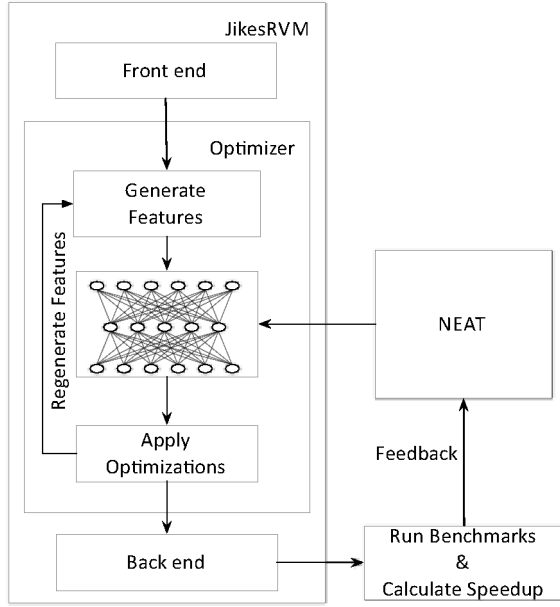 JikesRVM
Front end
Optimizer
Generate
Features
Regenerate Features
NEAT
Apply
Optimizations
Feedback
Back end
Run Benchmarks
&
Calculate Speedup